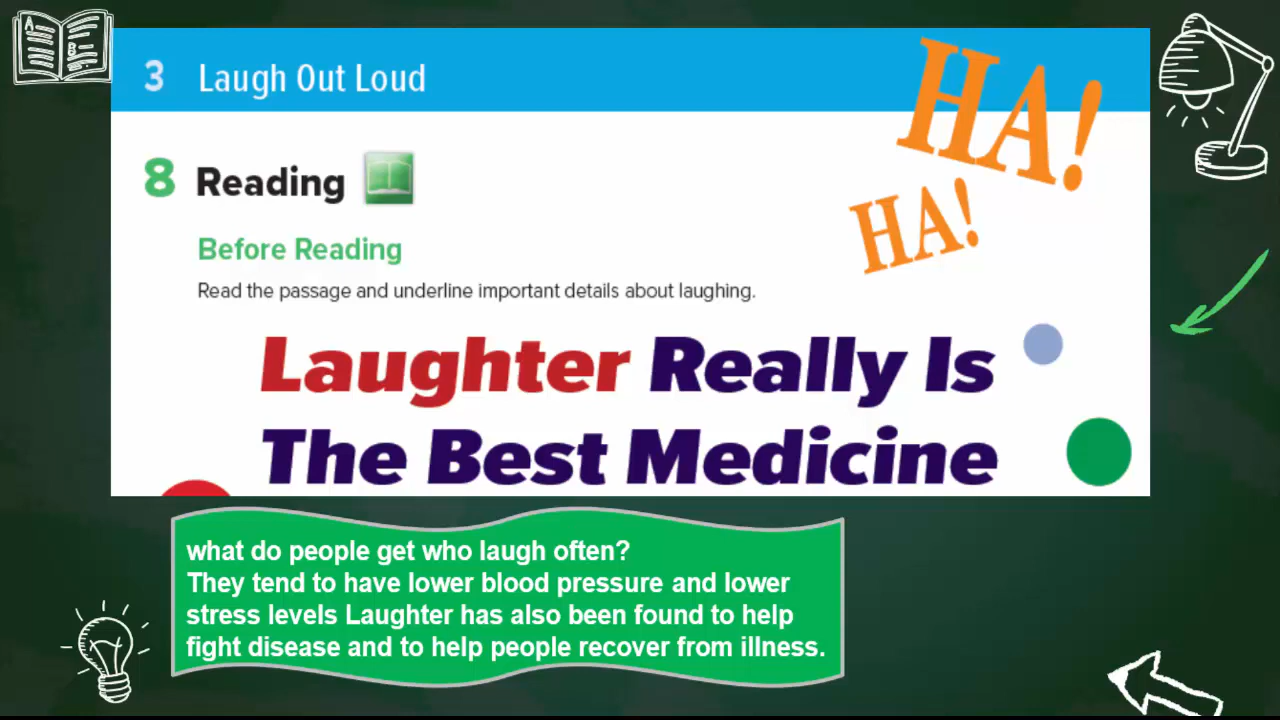 3 Laugh Out Loud
HA!
HA!
8 Reading
Before Reading
Read the passage and underline important details about laughing.
Laughter Really Is
The Best Medicine
what do people get who laugh often?
They tend to have lower blood pressure and lower
stress levels Laughter has also been found to help
fight disease and to help people recover from illness.